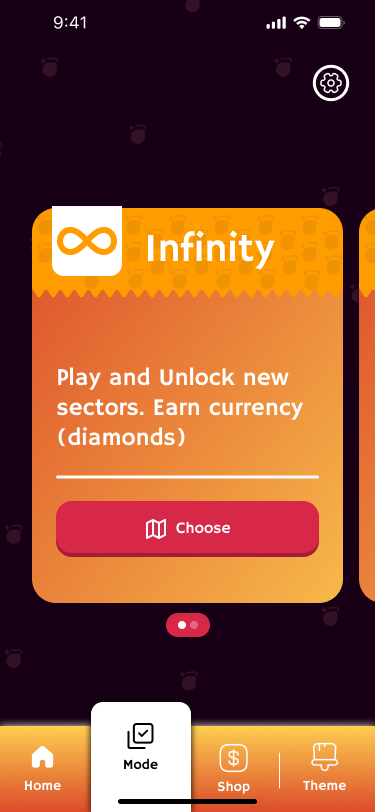 9:41
Infinity
Play and Unlock new
sectors. Earn currency
(diamonds)
Choose
Home
Mode
Shop
Theme